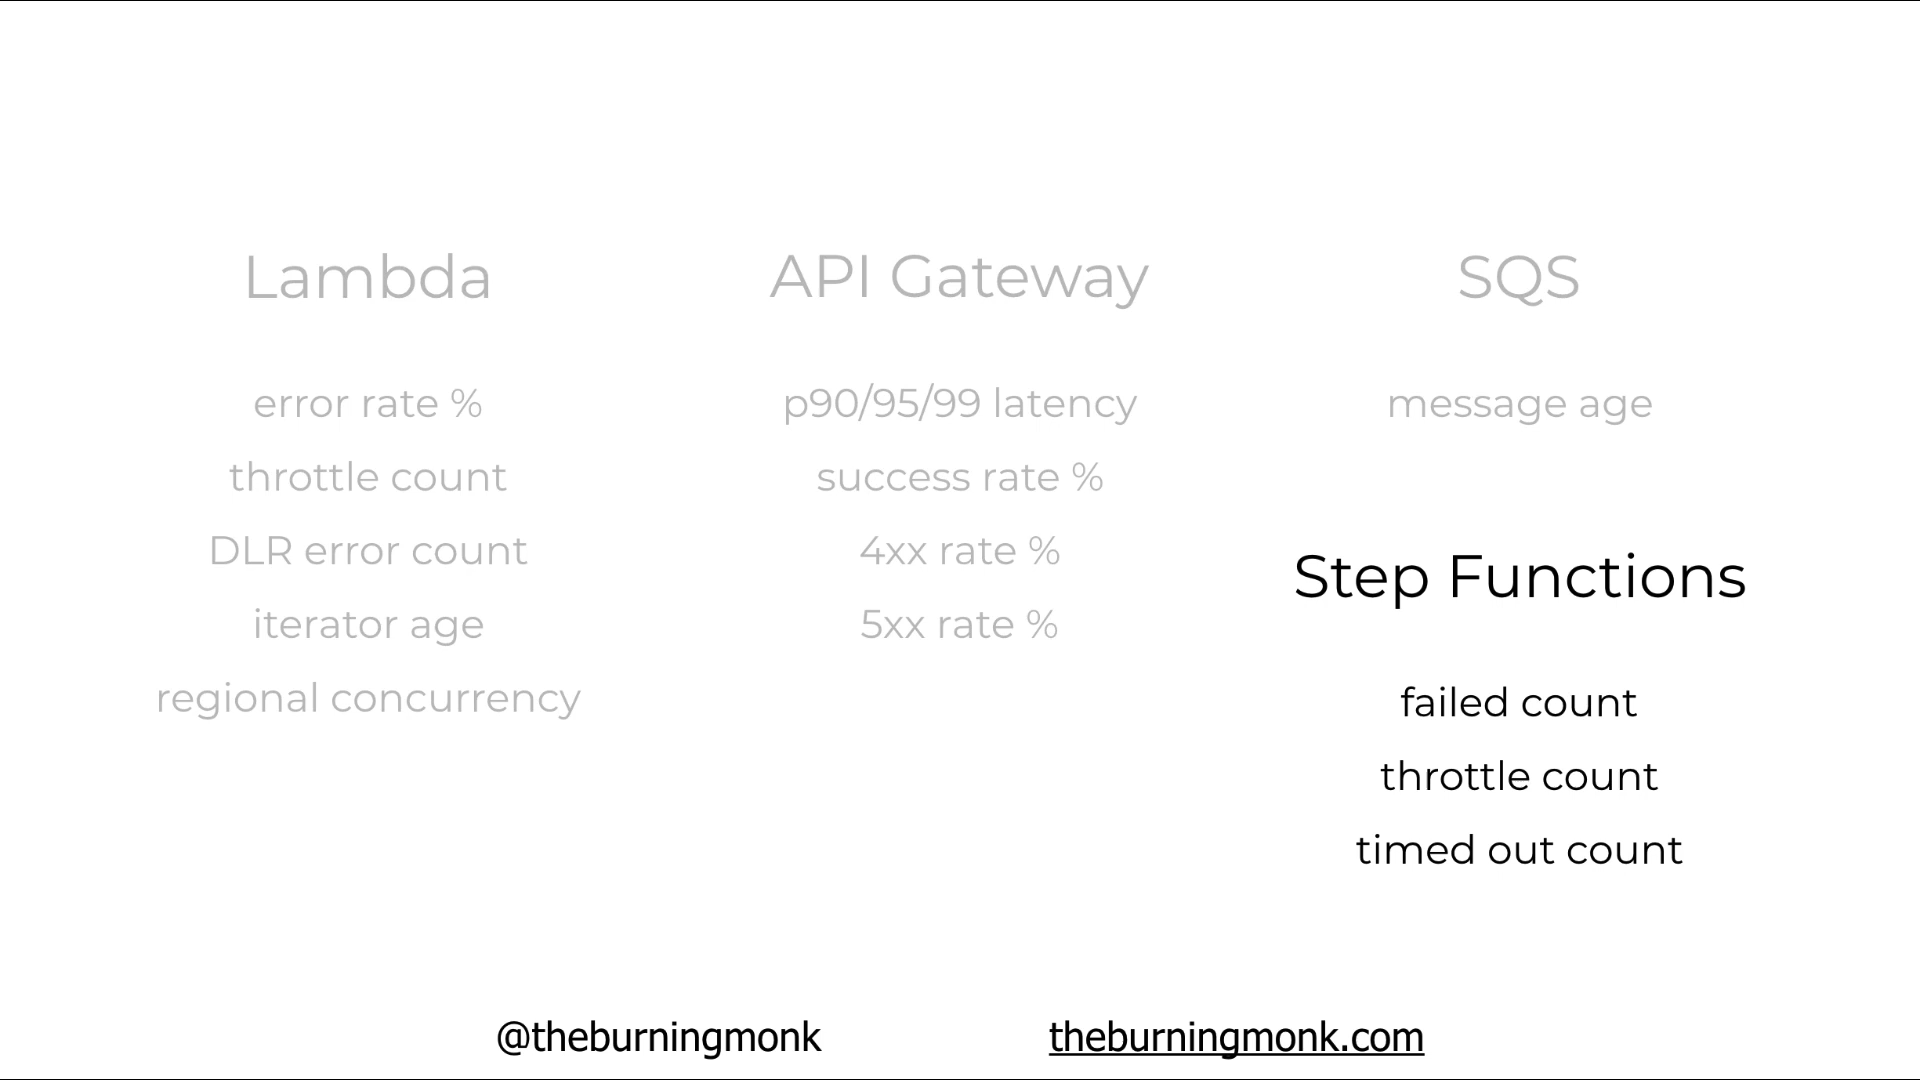 Lambda
error rate %
throttle count
DLR error count
iterator age
regional concurrency
API Gateway
p90/95/99 latency
success rate %
4xx rate %
5xx rate %
SQS
message age
Step Functions
failed count
throttle count
timed out count
@theburningmonk
theburningmonk.com